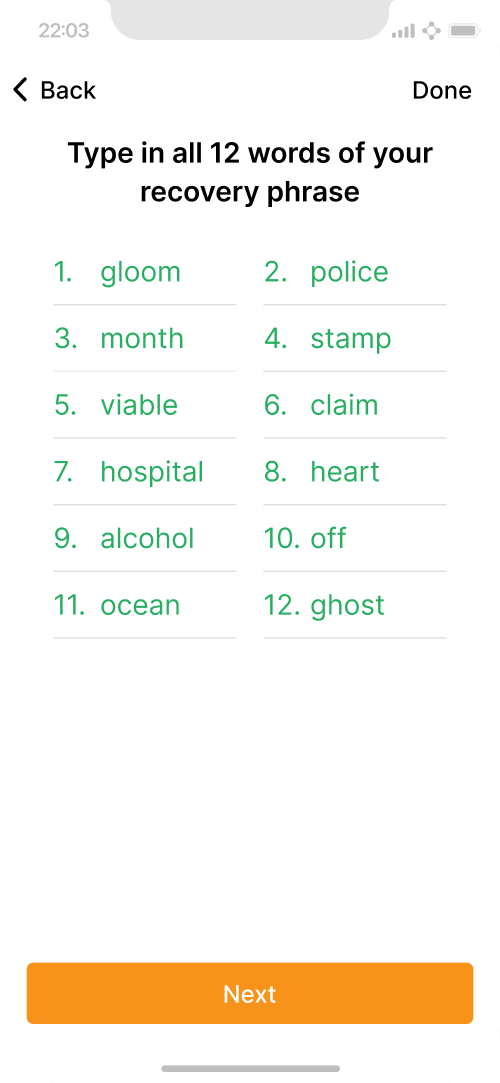 22:03
Back
Done
Type in all 12 words of your
recovery phrase
1. gloom
2. police
3. month
4. stamp
5. viable
6. claim
7. hospital
8. heart
9. alcohol
10. off
11. ocean
12. ghost
Next